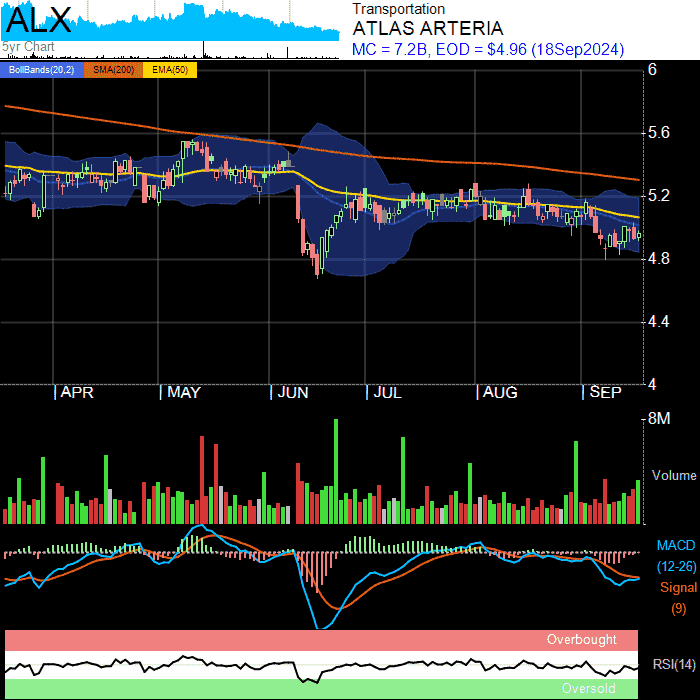 ALX
5yr Chart
Transportation
ATLAS ARTERIA
MC = 7.2B, EOD = $4.96 (18Sep2024)
BollBands(20,2) SMA(200) EMA(50)
6
5.6
5.2
4.8
4.4
4
APR MAY JUN JUL AUG SEP
8M
Volume
MACD
(12-26)
Signal
(9)
Overbought
RSI(14)
Oversold